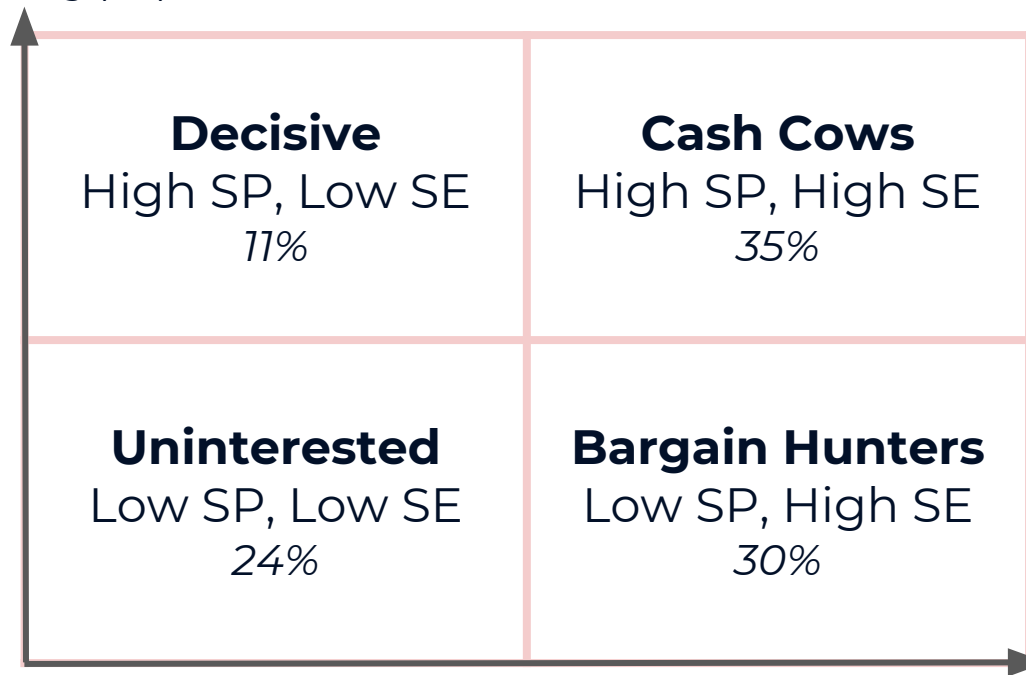 Decisive
High SP, Low SE
11%
Cash Cows
High SP, High SE
35%
Uninterested
Low SP, Low SE
24%
Bargain Hunters
Low SP, High SE
30%